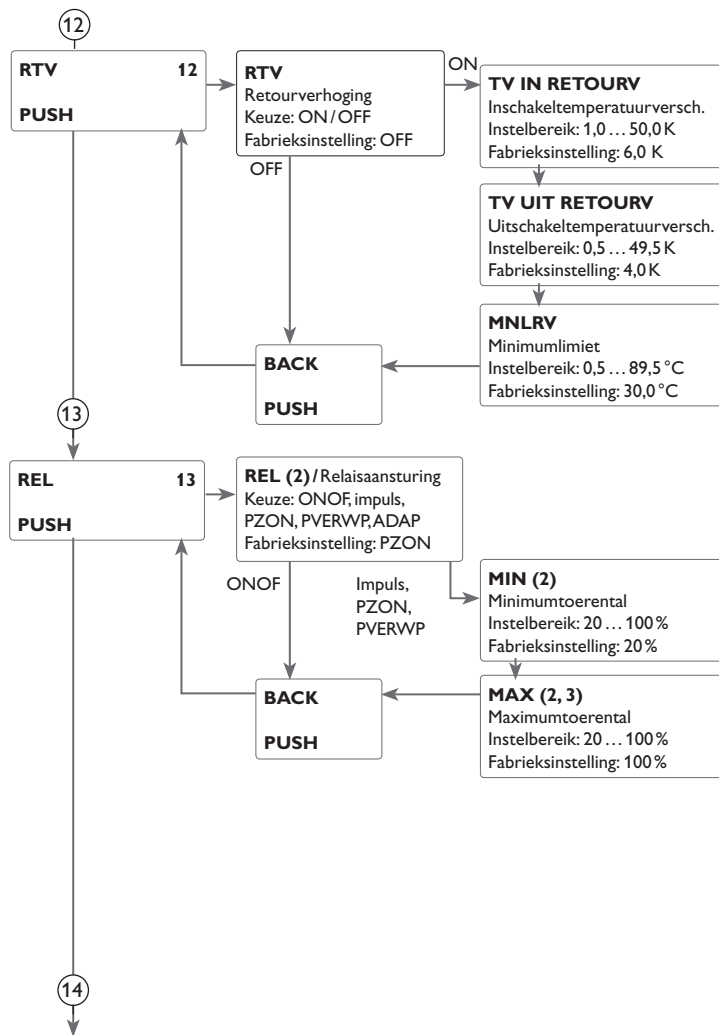 12
RTV 12
PUSH
RTV
Retourverhoging
Keuze: ON / OFF
Fabrieksinstelling: OFF
ON
OFF
TV IN RETOURV
Inschakeltemperatuurversch.
Instelbereik: 1,0 … 50,0 K
Fabrieksinstelling: 6,0 K
TV UIT RETOURV
Uitschakeltemperatuurversch.
Instelbereik: 0,5 … 49,5 K
Fabrieksinstelling: 4,0 K
MNLRV
Minimumlimiet
Instelbereik: 0,5 … 89,5 °C
Fabrieksinstelling: 30,0 °C
BACK
PUSH
13
REL 13
PUSH
REL (2) / Relaisaansturing
Keuze: ONOF, impuls,
PZON, PVERWP, ADAP
Fabrieksinstelling: PZON
ONOF
Impuls,
PZON,
PVERWP
MIN (2)
Minimumtoerental
Instelbereik: 20 … 100 %
Fabrieksinstelling: 20 %
MAX (2, 3)
Maximumtoerental
Instelbereik: 20 … 100 %
Fabrieksinstelling: 100 %
BACK
PUSH
14